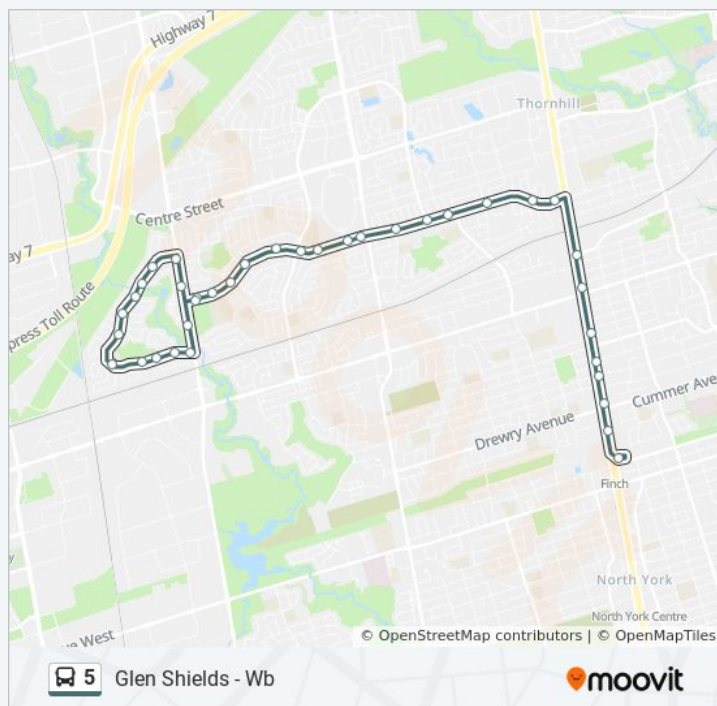 Highway 7
Thornhill
Centre Street
ay 7
press Toll Route
Cummer Ave
Drewry Avenue
Finch
y
North York
North York Centre
ve West
© OpenStreetMap contributors | © OpenMapTiles
5 Glen Shields - Wb
moovit